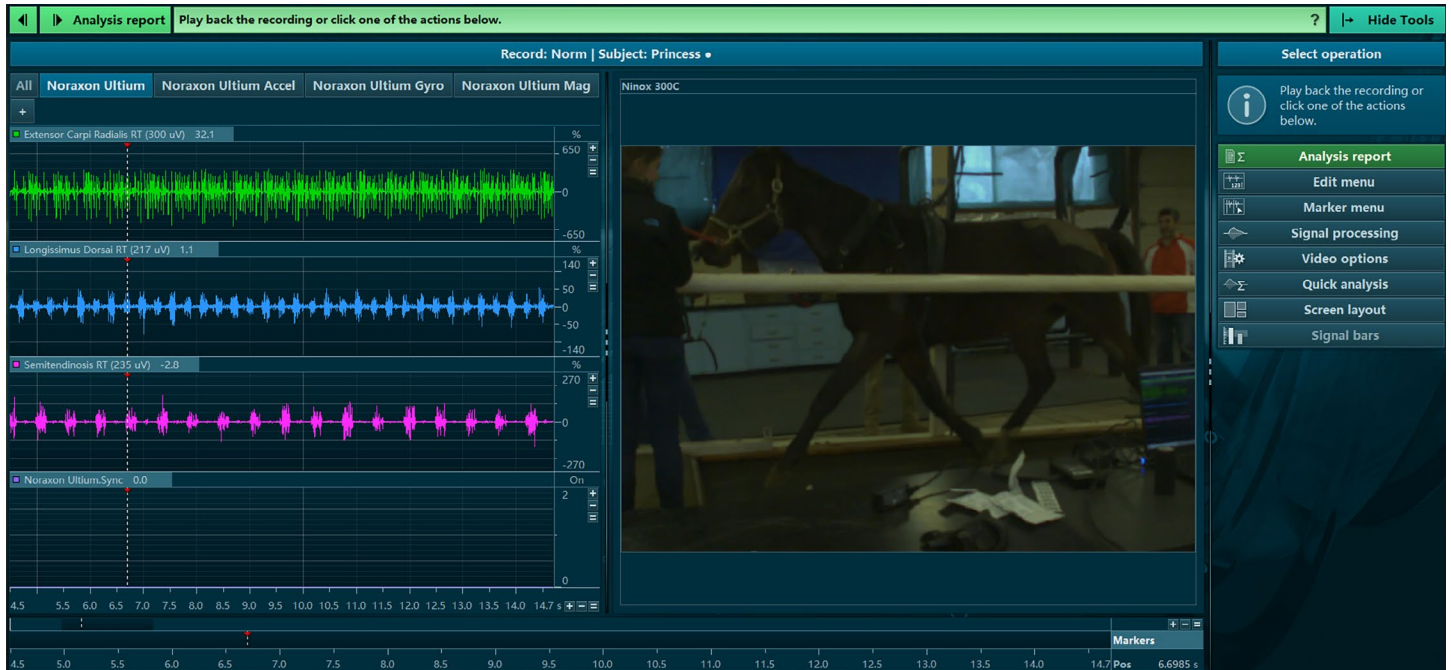 Analysis report
Play back the recording or click one of the actions below.
?
Hide Tools
Record: Norm | Subject: Princess •
Select operation
All
Noraxon Ultium
Noraxon Ultium Accel
Noraxon Ultium Gyro
Noraxon Ultium Mag
+
Ninox 300C
Play back the recording or
click one of the actions
below.
Extensor Carpi Radialis RT (300 uV) 32.1
%
650
0
-650
Longissimus Dorsai RT (217 uV) 1.1
%
140
50
0
-50
-140
Semitendinosis RT (235 uV) -2.8
%
270
0
-270
Noraxon Ultium.Sync 0.0
On
2
0
4.5 5.5 6.0 6.5 7.0 7.5 8.0 8.5 9.0 9.5 10.0 10.5 11.0 11.5 12.0 12.5 13.0 13.5 14.0 14.7 s
Analysis report
Edit menu
Marker menu
Signal processing
Video options
Quick analysis
Screen layout
Signal bars
Markers
4.5 5.0 5.5 6.0 6.5 7.0 7.5 8.0 8.5 9.0 9.5 10.0 10.5 11.0 11.5 12.0 12.5 13.0 13.5 14.0 14.7
Pos 6.6985 s